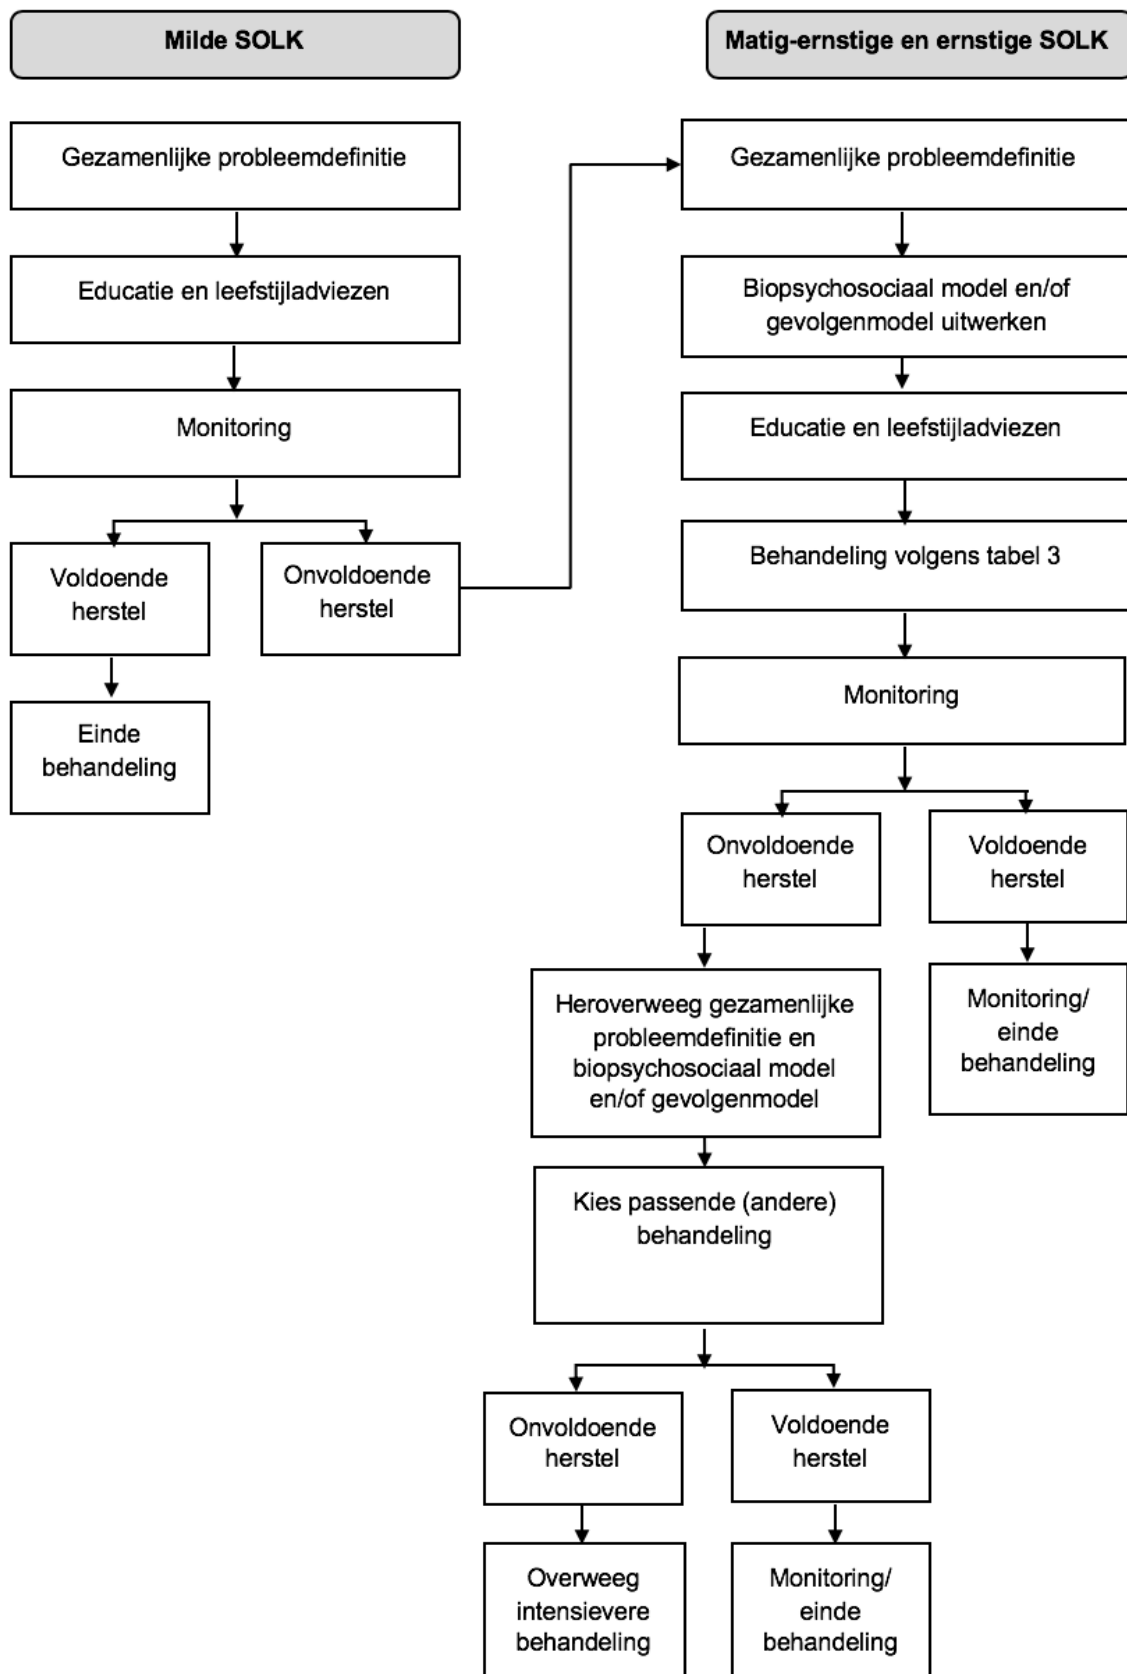 Milde SOLK
Gezamenlijke probleemdefinitie
Educatie en leefstijladviezen
Monitoring
Voldoende
herstel
Onvoldoende
herstel
Einde
behandeling
Matig-ernstige en ernstige SOLK
Gezamenlijke probleemdefinitie
Biopsychosociaal model en/of
gevolgenmodel uitwerken
Educatie en leefstijladviezen
Behandeling volgens tabel 3
Monitoring
Onvoldoende
herstel
Voldoende
herstel
Heroverweeg gezamenlijke
probleemdefinitie en
biopsychosociaal model
en/of gevolgenmodel
Monitoring/
einde
behandeling
Kies passende (andere)
behandeling
Onvoldoende
herstel
Voldoende
herstel
Overweeg
intensievere
behandeling
Monitoring/
einde
behandeling